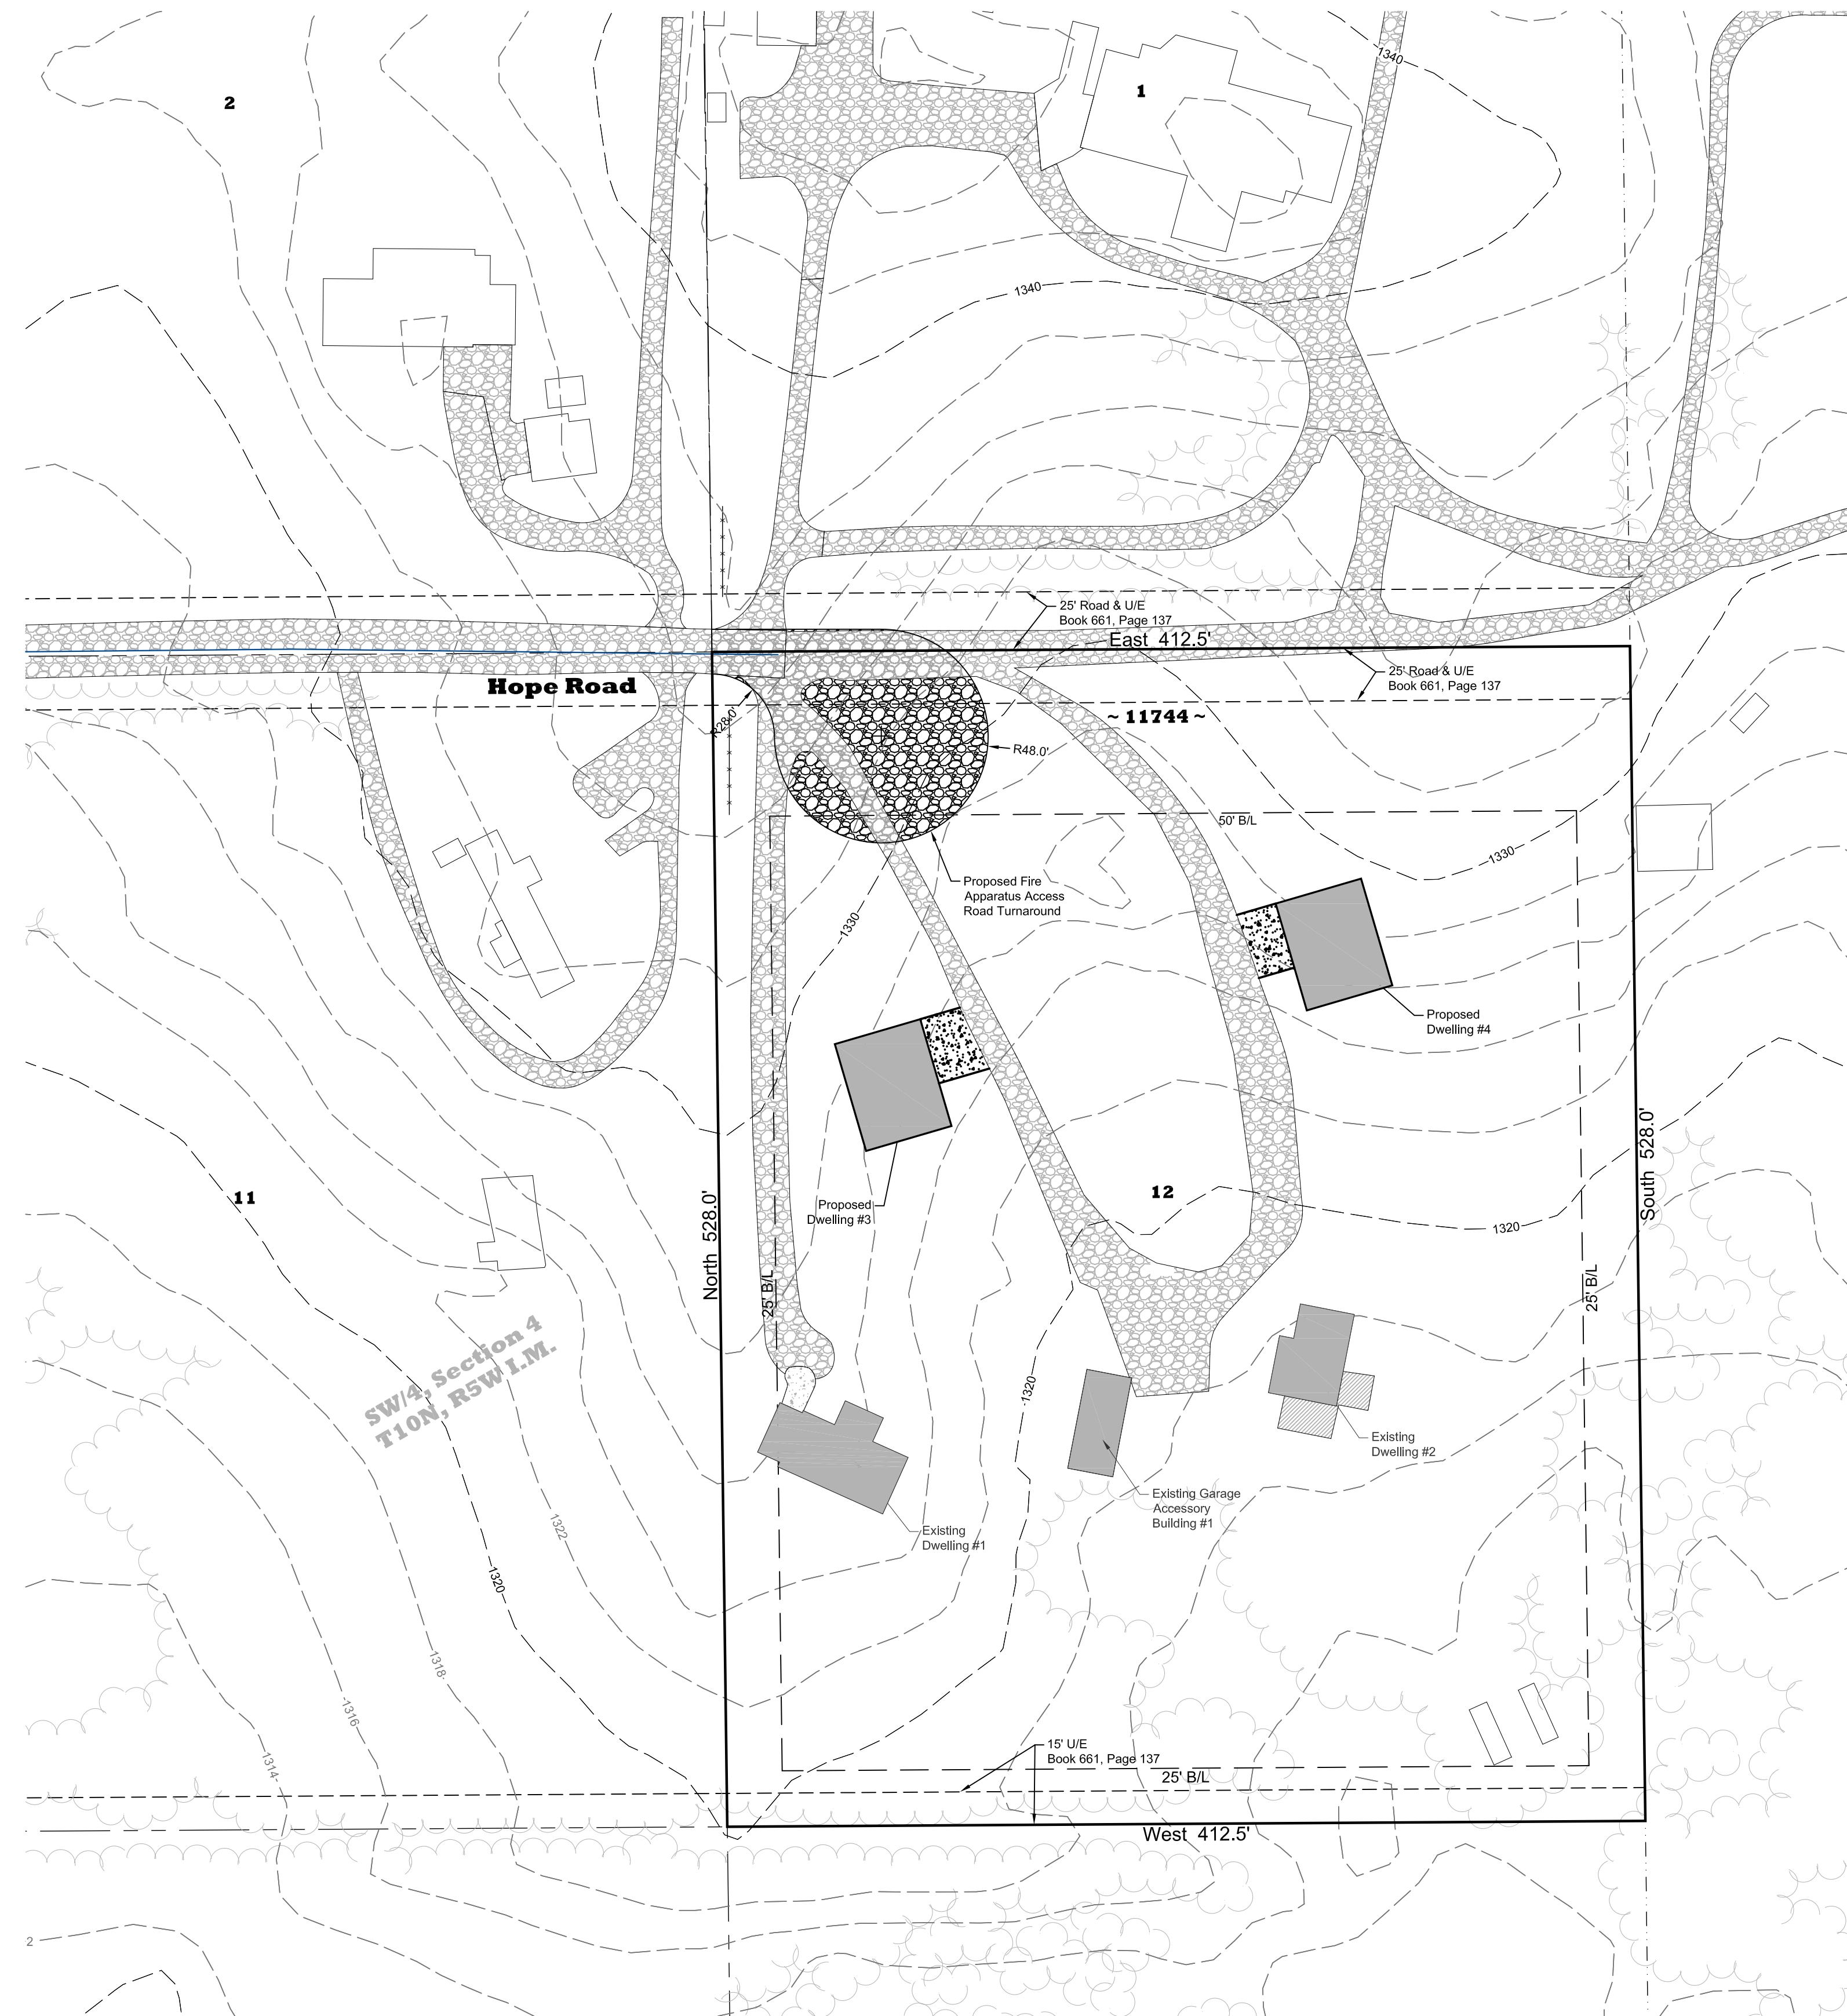 1340
2
1
1340
25' Road & U/E
Book 661, Page 137
East 412.5'
25' Road & U/E
Book 661, Page 137
Hope Road
~ 11744 ~
R28.0'
R48.0'
50' B/L
1330
Proposed Fire
Apparatus Access
Road Turnaround
1330
Proposed
Dwelling #4
South 528.0'
11
12
North 528.0'
Proposed
Dwelling #3
1320
25' B/L
25' B/L
SW/4, Section 4
T10N, R5W I.M.
1320
Existing
Dwelling #2
Existing Garage
Accessory
Building #1
1322
Existing
Dwelling #1
1320
1318
1316
1314
15' U/E
Book 661, Page 137
25' B/L
West 412.5'
2